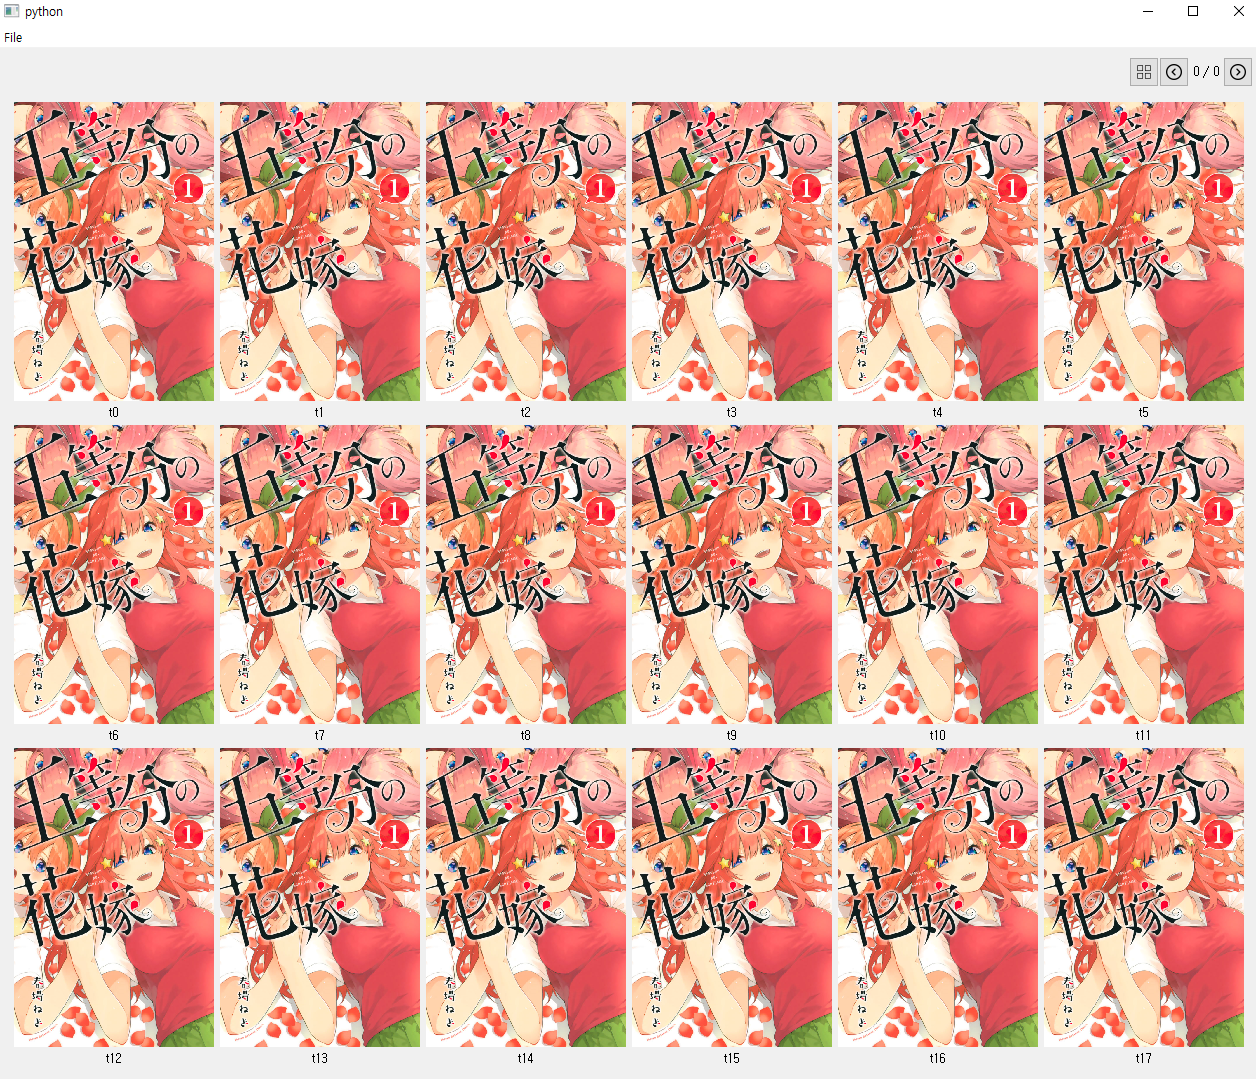 python
File
0 / 0
五等分の
花嫁
1
春場ねぎ
五等分の
花嫁
1
春場ねぎ
五等分の
花嫁
1
春場ねぎ
五等分の
花嫁
1
春場ねぎ
五等分の
花嫁
1
春場ねぎ
五等分の
花嫁
1
春場ねぎ
t0 t1 t2 t3 t4 t5
五等分の
花嫁
1
春場ねぎ
五等分の
花嫁
1
春場ねぎ
五等分の
花嫁
1
春場ねぎ
五等分の
花嫁
1
春場ねぎ
五等分の
花嫁
1
春場ねぎ
五等分の
花嫁
1
春場ねぎ
t6 t7 t8 t9 t10 t11
五等分の
花嫁
1
春場ねぎ
五等分の
花嫁
1
春場ねぎ
五等分の
花嫁
1
春場ねぎ
五等分の
花嫁
1
春場ねぎ
五等分の
花嫁
1
春場ねぎ
五等分の
花嫁
1
春場ねぎ
t12 t13 t14 t15 t16 t17